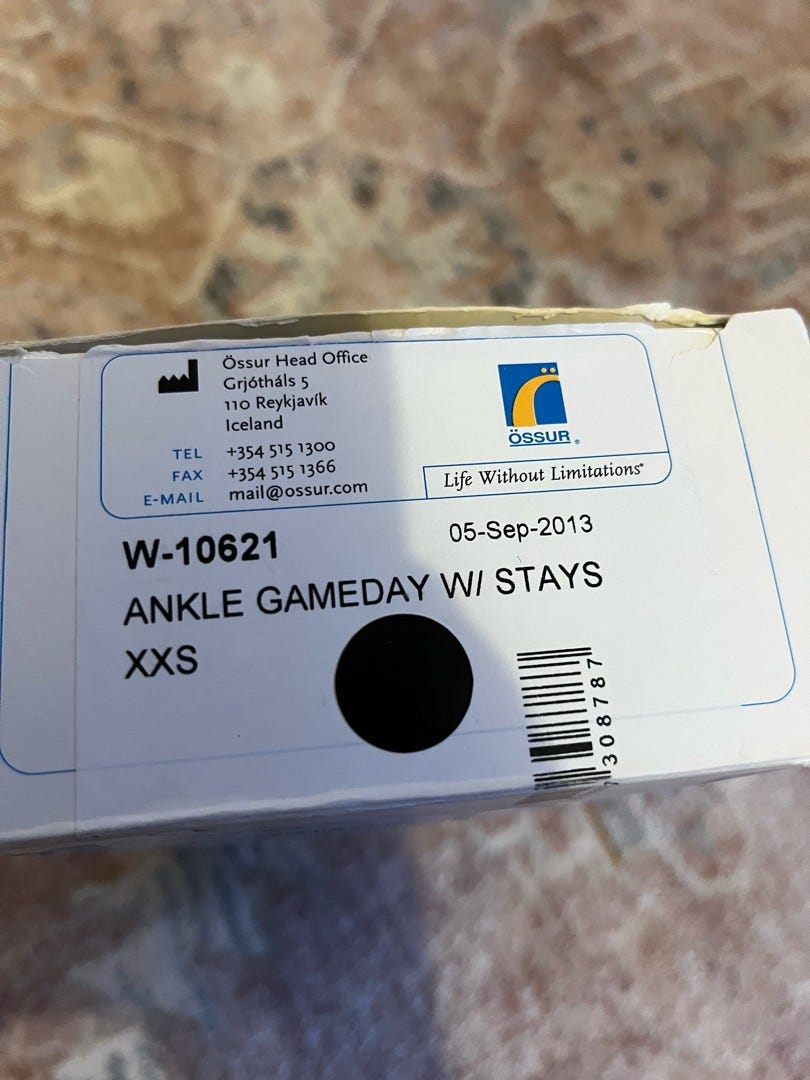 Össur Head Office
Grjótháls 5
110 Reykjavík
Iceland
TEL +354 515 1300
FAX +354 515 1366
E-MAIL mail@ossur.com
ÖSSUR®
Life Without Limitations®
W-10621
05-Sep-2013
ANKLE GAMEDAY W/ STAYS
XXS
7308787